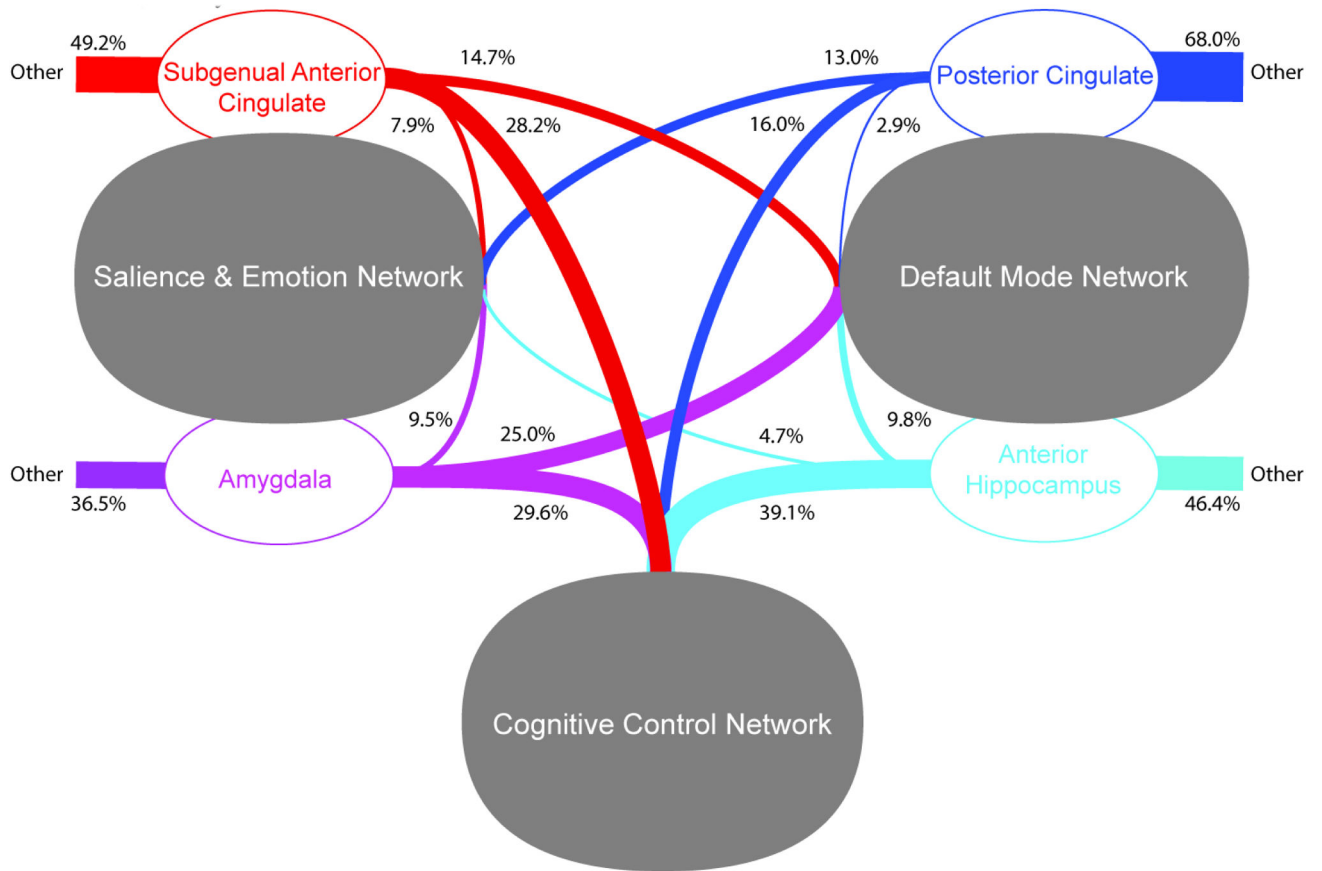 49.2%
Other
Subgenual Anterior
Cingulate
14.7%
7.9%
28.2%
13.0%
16.0%
2.9%
Posterior Cingulate
68.0%
Other
Salience & Emotion Network
Default Mode Network
9.5%
25.0%
4.7%
9.8%
Other
36.5%
Amygdala
29.6%
39.1%
Anterior
Hippocampus
Other
46.4%
Cognitive Control Network